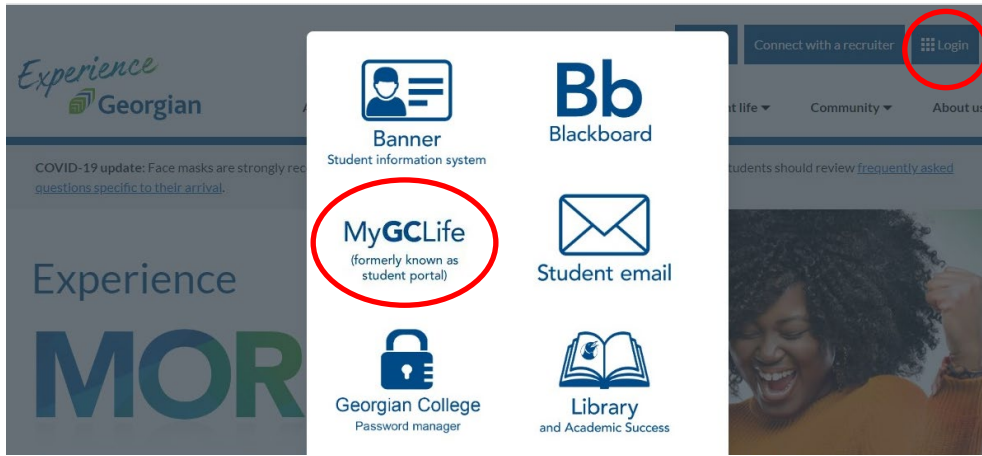 Connect with a recruiter
Login
Experience
Georgian
A
t life
Community
About us
COVID-19 update: Face masks are strongly rec
tudents should review frequently asked
questions specific to their arrival.
Banner
Student information system
Bb
Blackboard
MyGCLife
(formerly known as
student portal)
Student email
Georgian College
Password manager
Library
and Academic Success
Experience
MOR